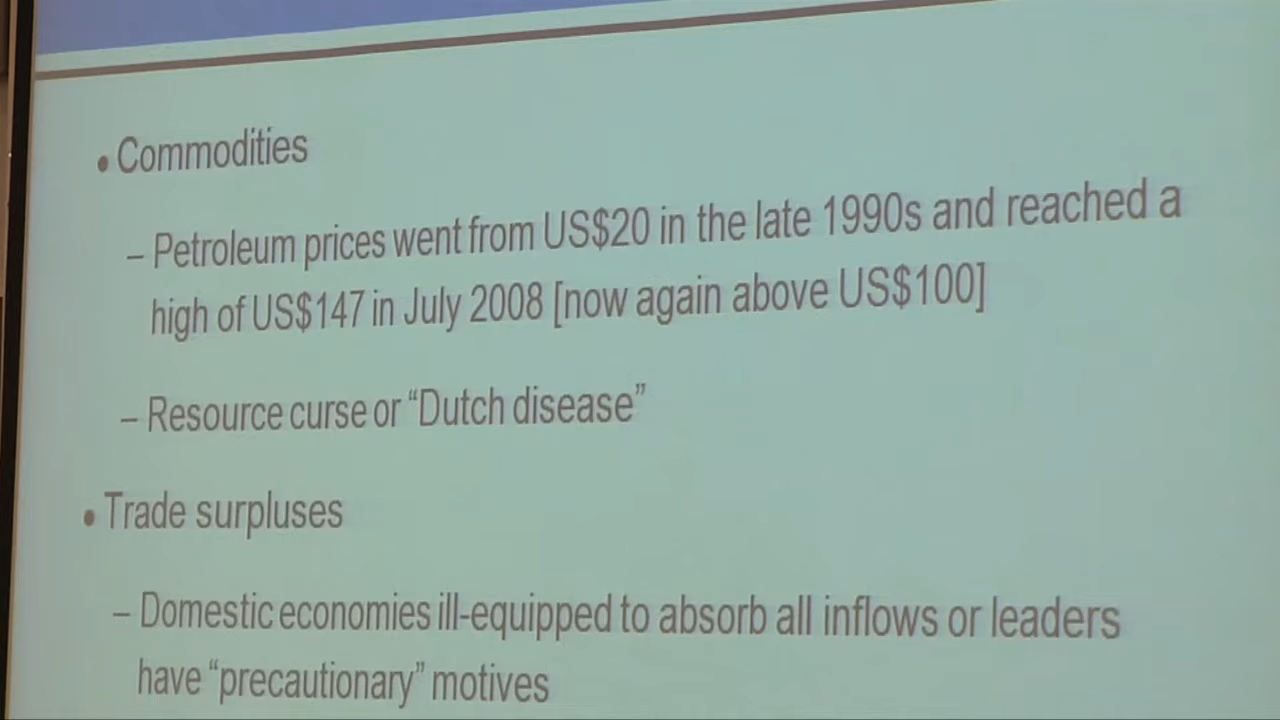 • Commodities
– Petroleum prices went from US$20 in the late 1990s and reached a
high of US$147 in July 2008 [now again above US$100]
– Resource curse or “Dutch disease”
• Trade surpluses
– Domestic economies ill-equipped to absorb all inflows or leaders
have “precautionary” motives